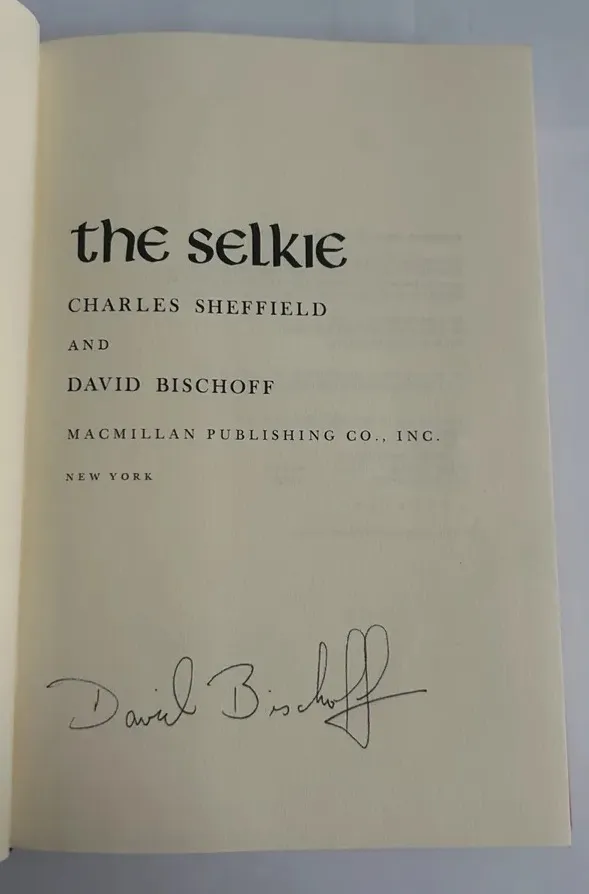 the selkie
CHARLES SHEFFIELD
AND
DAVID BISCHOFF
MACMILLAN PUBLISHING CO., INC.
NEW YORK
David Bischoff